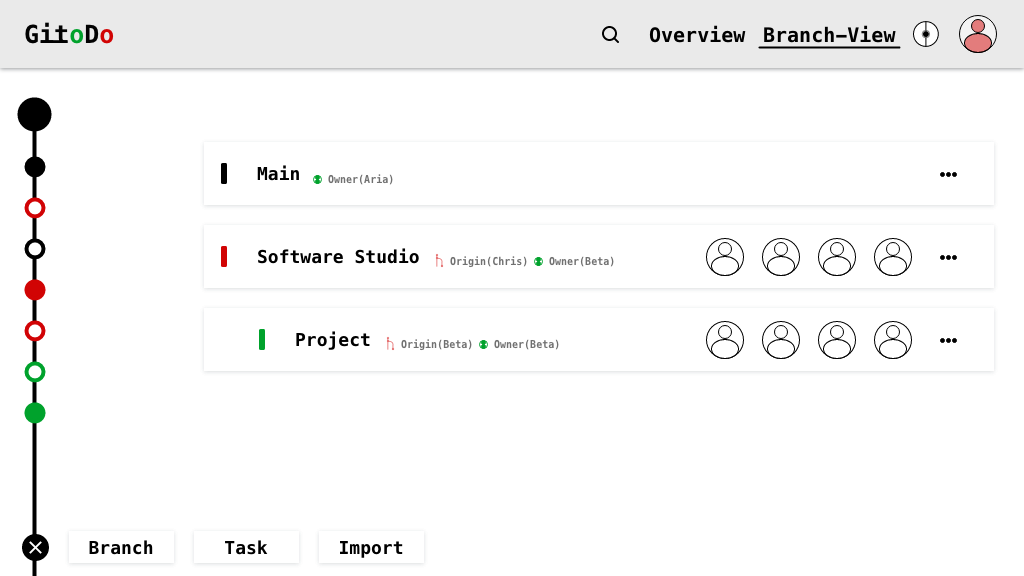 GitoDo Overview Branch-View
Main Owner(Aria)
Software Studio Origin(Chris) Owner(Beta)
Project Origin(Beta) Owner(Beta)
Branch Task Import